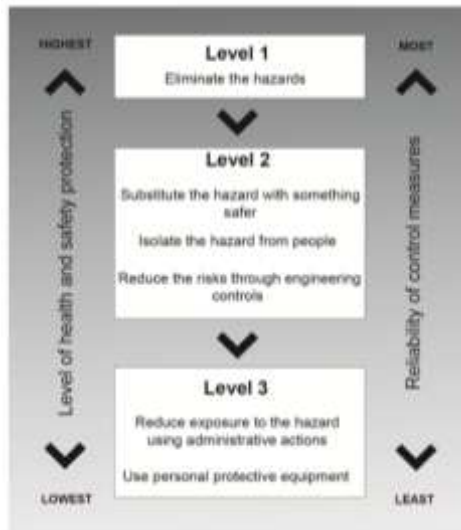 HIGHEST
MOST
Level 1
Eliminate the hazards
Level of health and safety protection
Reliability of control measures
Level 2
Substitute the hazard with something
safer
Isolate the hazard from people
Reduce the risks through engineering
controls
Level 3
Reduce exposure to the hazard
using administrative actions
Use personal protective equipment
LOWEST
LEAST